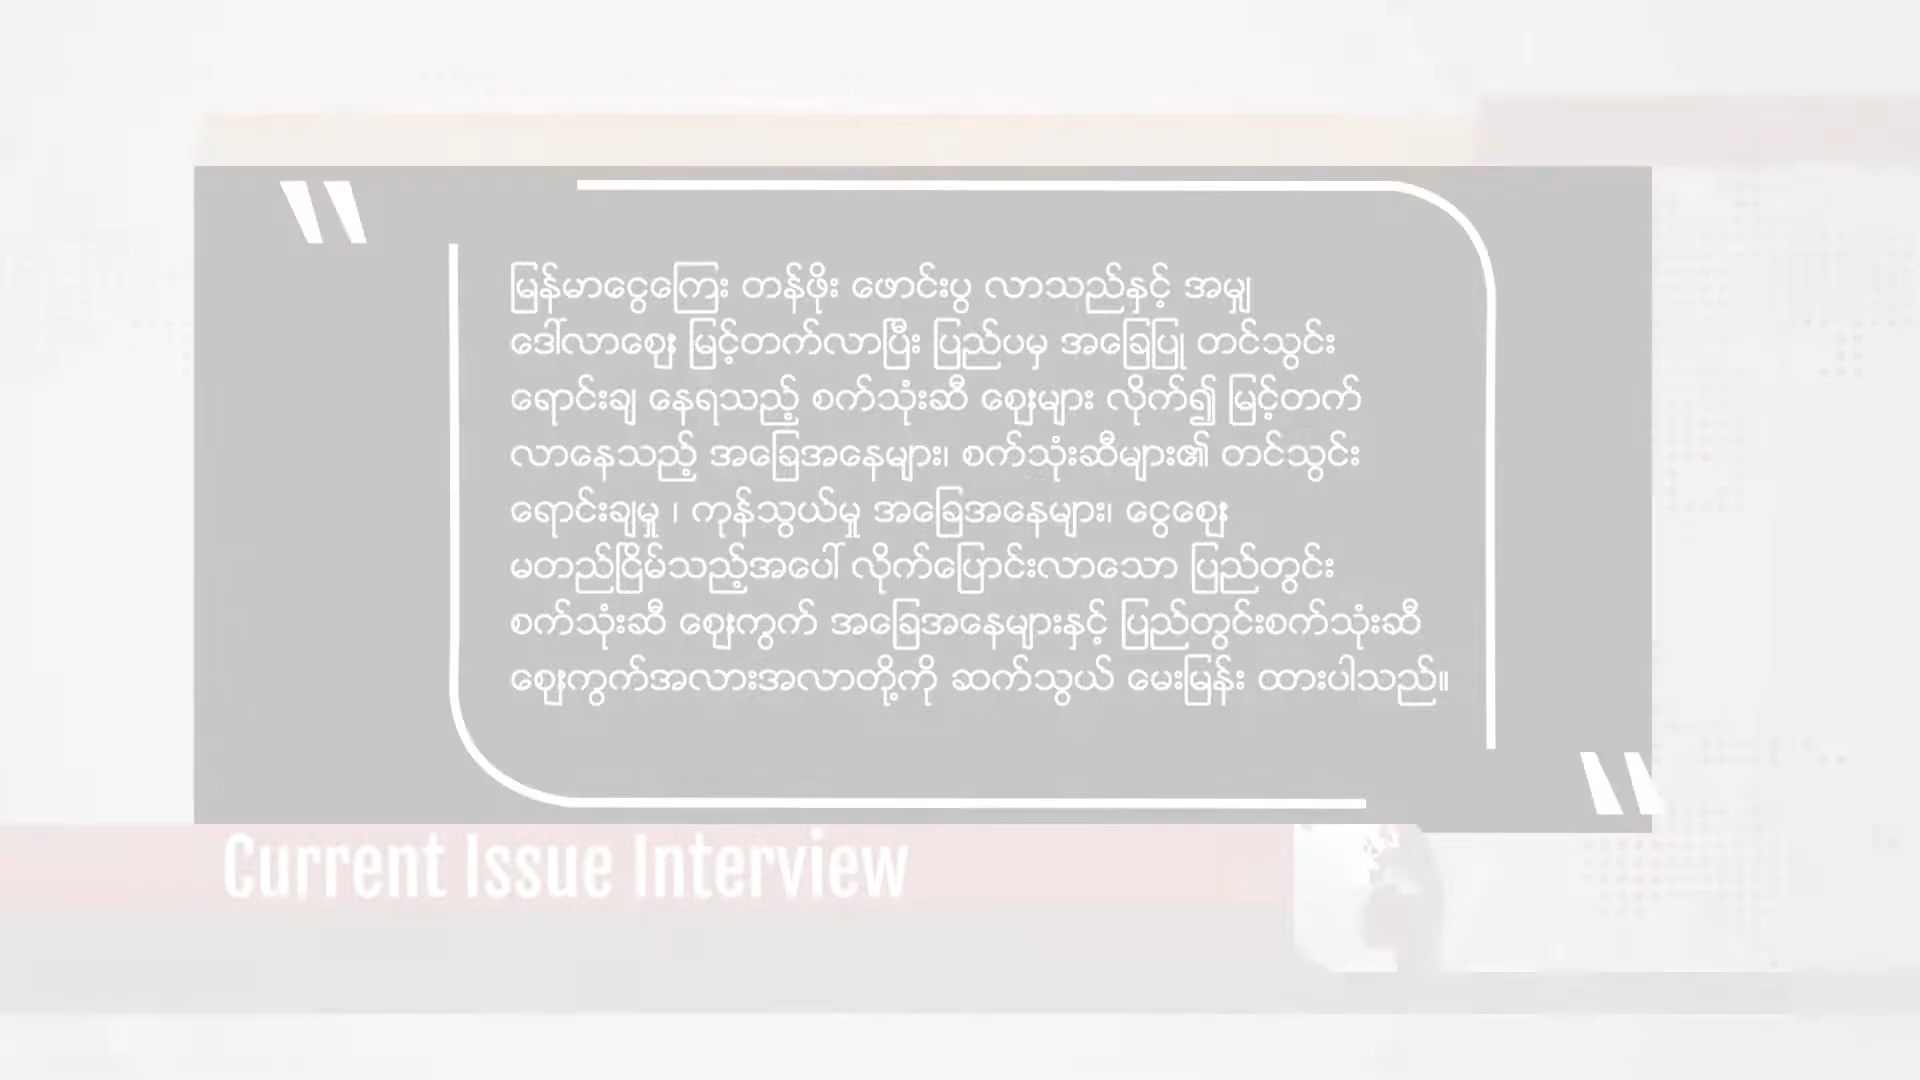 မြန်မာငွေကြေး တန်ဖိုး ဖောင်းပွ လာသည်နှင့် အမျှ
ဒေါ်လာဈေး မြင့်တက်လာပြီး ပြည်ပမှ အခြေပြု တင်သွင်း
ရောင်းချ နေရသည့် စက်သုံးဆီ ဈေးများ လိုက်၍ မြင့်တက်
လာနေသည့် အခြေအနေများ၊ စက်သုံးဆီများ၏ တင်သွင်း
ရောင်းချမှု ၊ ကုန်သွယ်မှု အခြေအနေများ၊ ငွေဈေး
မတည်ငြိမ်သည့်အပေါ် လိုက်ပြောင်းလာသော ပြည်တွင်း
စက်သုံးဆီ ဈေးကွက် အခြေအနေများနှင့် ပြည်တွင်းစက်သုံးဆီ
ဈေးကွက်အလားအလာတို့ကို ဆက်သွယ် မေးမြန်း ထားပါသည်။
Current Issue Interview